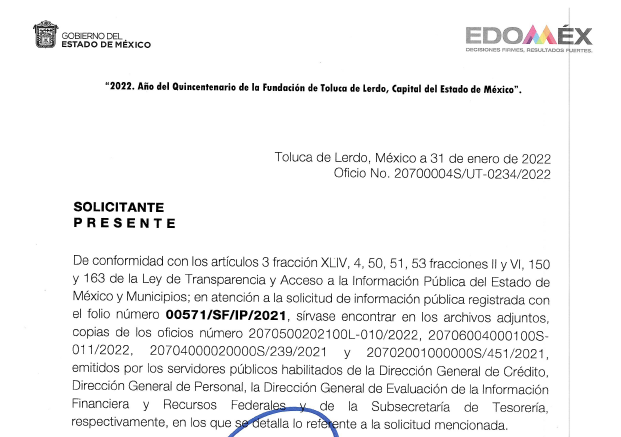 GOBIERNO DEL
ESTADO DE MÉXICO
EDOMÉX
DECISIONES FIRMES, RESULTADOS FUERTES.
"2022. Año del Quincentenario de la Fundación de Toluca de Lerdo, Capital del Estado de México".
Toluca de Lerdo, México a 31 de enero de 2022
Oficio No. 20700004S/UT-0234/2022
SOLICITANTE
P R E S E N T E
De conformidad con los artículos 3 fracción XLIV, 4, 50, 51, 53 fracciones II y VI, 150
y 163 de la Ley de Transparencia y Acceso a la Información Pública del Estado de
México y Municipios; en atención a la solicitud de información pública registrada con
el folio número 00571/SF/IP/2021, sírvase encontrar en los archivos adjuntos,
copias de los oficios número 2070500202100L-010/2022, 20706004000100S-
011/2022, 20704000020000S/239/2021 y 20702001000000S/451/2021,
emitidos por los servidores públicos habilitados de la Dirección General de Crédito,
Dirección General de Personal, la Dirección General de Evaluación de la Información
Financiera y Recursos Federales y de la Subsecretaría de Tesorería,
respectivamente, en los que se detalla lo referente a la solicitud mencionada.